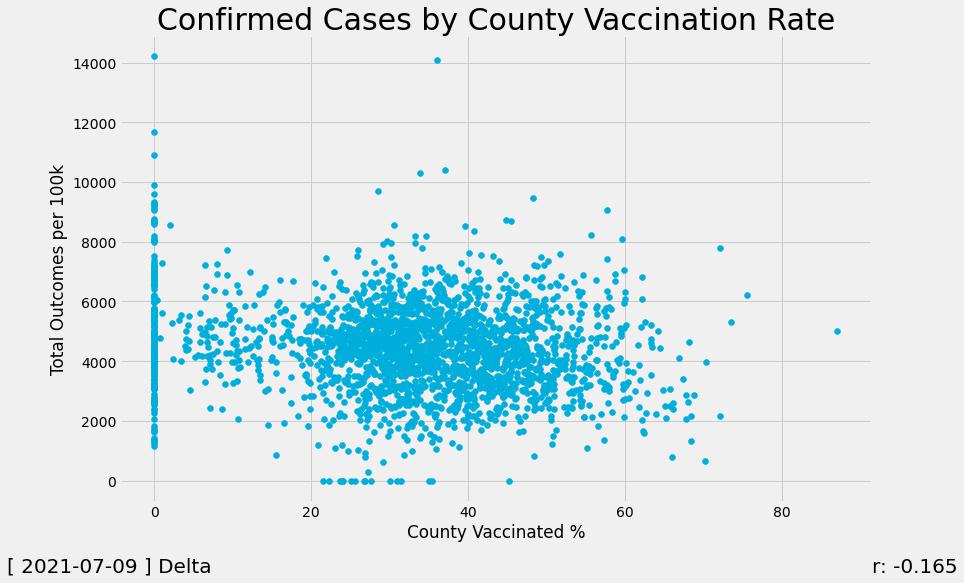 Confirmed Cases by County Vaccination Rate
Total Outcomes per 100k
14000
12000
10000
8000
6000
4000
2000
0
0 20 40 60 80
County Vaccinated %
[ 2021-07-09 ] Delta
r: -0.165